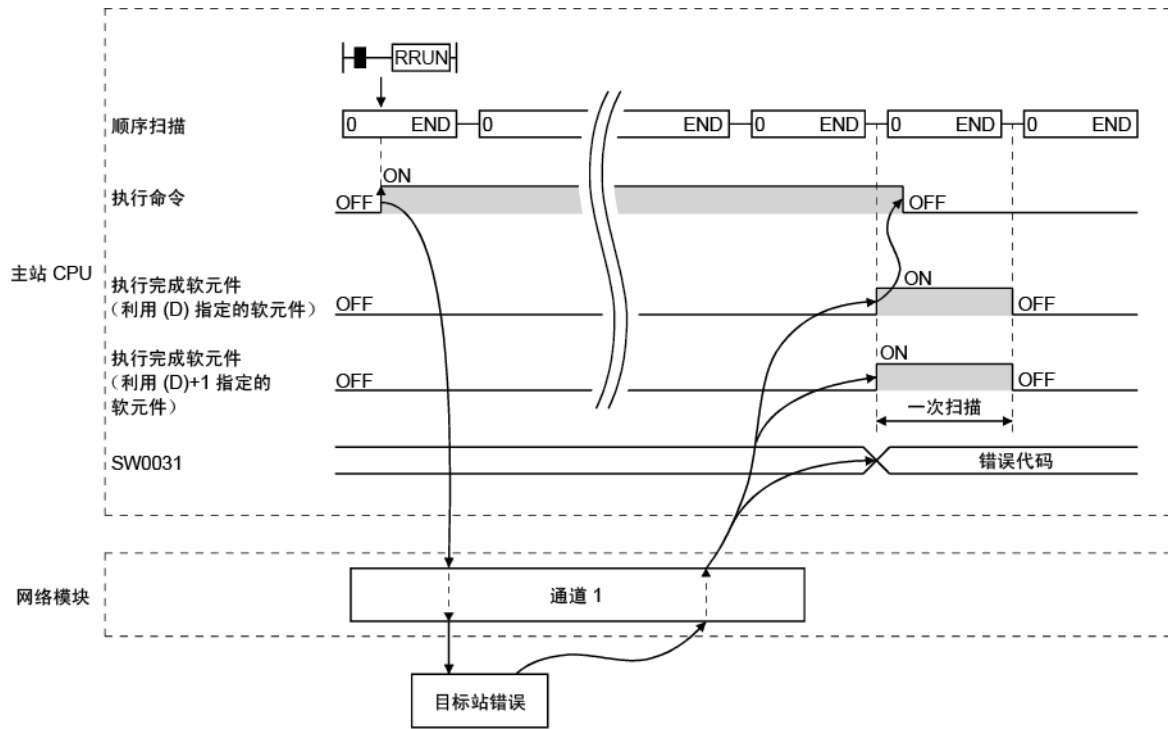 RRUN
顺序扫描
0 END 0 END 0 END 0 END 0 END
执行命令
OFF ON OFF
主站 CPU
执行完成软元件
（利用 (D) 指定的软元件）
OFF ON OFF
执行完成软元件
（利用 (D)+1 指定的
软元件）
OFF ON OFF
一次扫描
SW0031
错误代码
网络模块
通道 1
目标站错误